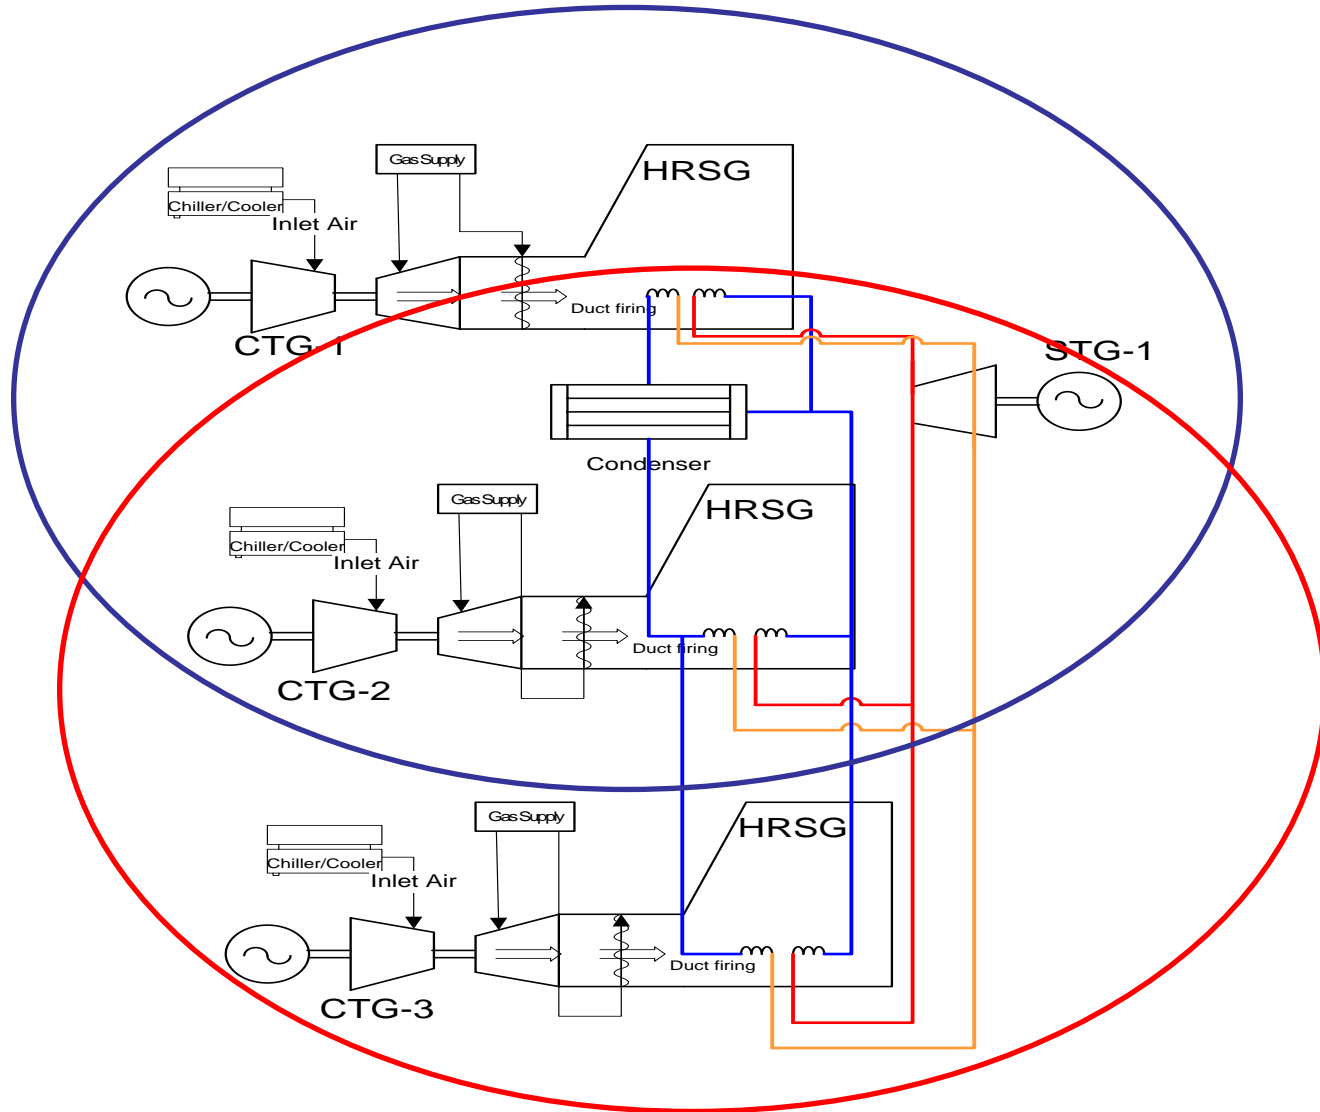 Gas Supply
HRSG
Chiller/Cooler
Inlet Air
Duct firing
CTG-1
STG-1
Condenser
Gas Supply
HRSG
Chiller/Cooler
Inlet Air
Duct firing
CTG-2
Gas Supply
HRSG
Chiller/Cooler
Inlet Air
Duct firing
CTG-3